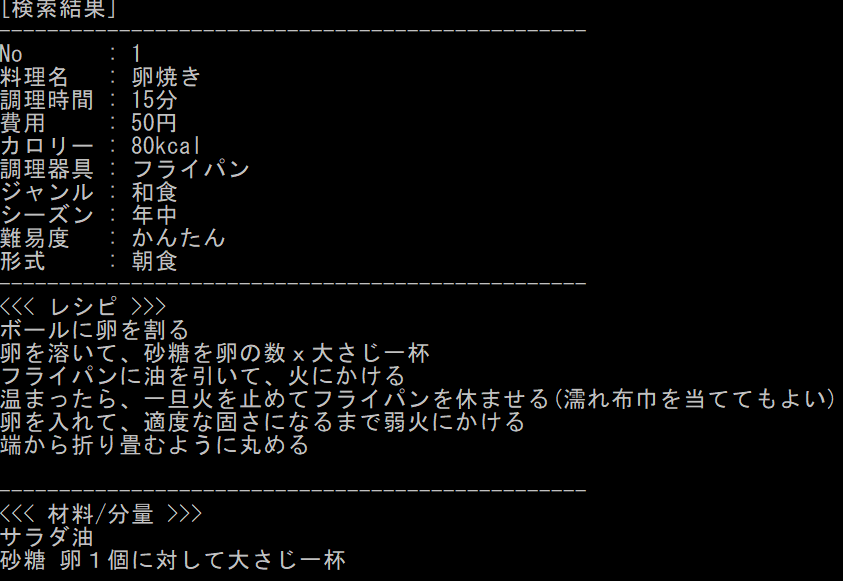 [検索結果]
-------------------------------------------------
No       : 1
料理名   : 卵焼き
調理時間 : 15分
費用     : 50円
カロリー : 80kcal
調理器具 : フライパン
ジャンル : 和食
シーズン : 年中
難易度   : かんたん
形式     : 朝食
-------------------------------------------------
<<< レシピ >>>
ボールに卵を割る
卵を溶いて、砂糖を卵の数ｘ大さじ一杯
フライパンに油を引いて、火にかける
温まったら、一旦火を止めてフライパンを休ませる(濡れ布巾を当ててもよい)
卵を入れて、適度な固さになるまで弱火にかける
端から折り畳むように丸める
-------------------------------------------------
<<< 材料/分量 >>>
サラダ油
砂糖 卵１個に対して大さじ一杯